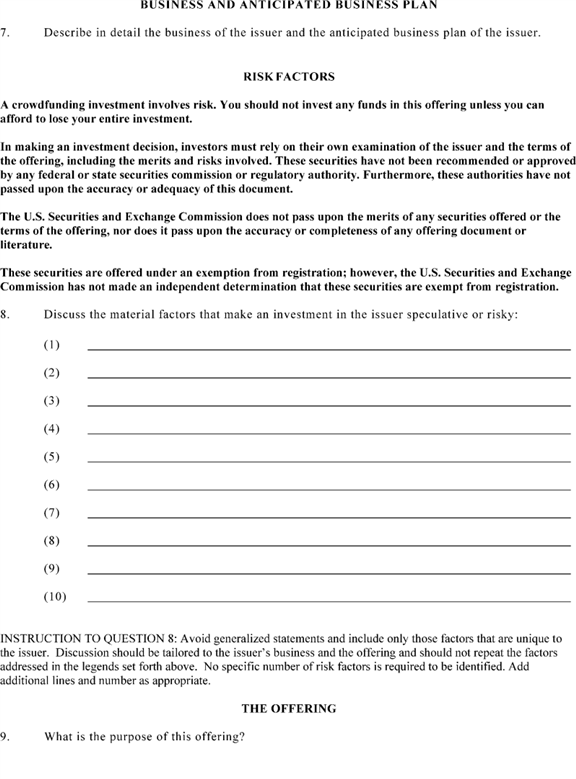 BUSINESS AND ANTICIPATED BUSINESS PLAN
7. Describe in detail the business of the issuer and the anticipated business plan of the issuer.
RISK FACTORS
A crowdfunding investment involves risk. You should not invest any funds in this offering unless you can
afford to lose your entire investment.
In making an investment decision, investors must rely on their own examination of the issuer and the terms of
the offering, including the merits and risks involved. These securities have not been recommended or approved
by any federal or state securities commission or regulatory authority. Furthermore, these authorities have not
passed upon the accuracy or adequacy of this document.
The U.S. Securities and Exchange Commission does not pass upon the merits of any securities offered or the
terms of the offering, nor does it pass upon the accuracy or completeness of any offering document or
literature.
These securities are offered under an exemption from registration; however, the U.S. Securities and Exchange
Commission has not made an independent determination that these securities are exempt from registration.
8. Discuss the material factors that make an investment in the issuer speculative or risky:
(1)
(2)
(3)
(4)
(5)
(6)
(7)
(8)
(9)
(10)
INSTRUCTION TO QUESTION 8: Avoid generalized statements and include only those factors that are unique to
the issuer. Discussion should be tailored to the issuer's business and the offering and should not repeat the factors
addressed in the legends set forth above. No specific number of risk factors is required to be identified. Add
additional lines and number as appropriate.
THE OFFERING
9. What is the purpose of this offering?